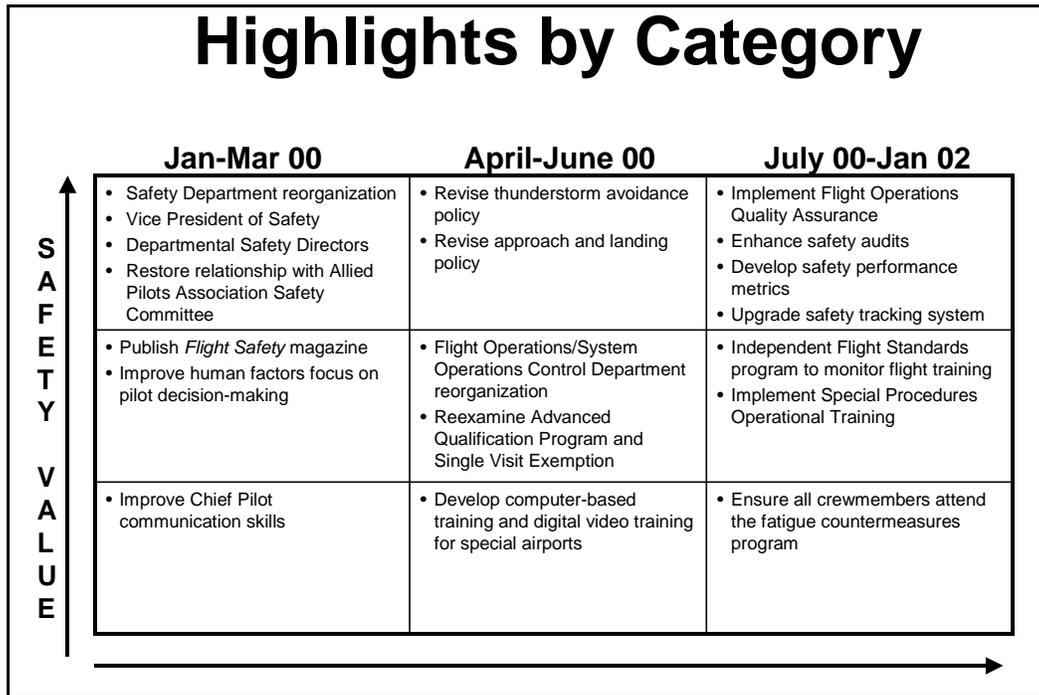 Highlights by Category
Jan-Mar 00
April-June 00
July 00-Jan 02
SAFETY VALUE
• Safety Department reorganization
• Vice President of Safety
• Departmental Safety Directors
• Restore relationship with Allied
Pilots Association Safety
Committee
• Revise thunderstorm avoidance
policy
• Revise approach and landing
policy
• Implement Flight Operations
Quality Assurance
• Enhance safety audits
• Develop safety performance
metrics
• Upgrade safety tracking system
• Publish Flight Safety magazine
• Improve human factors focus on
pilot decision-making
• Flight Operations/System
Operations Control Department
reorganization
• Reexamine Advanced
Qualification Program and
Single Visit Exemption
• Independent Flight Standards
program to monitor flight training
• Implement Special Procedures
Operational Training
• Improve Chief Pilot
communication skills
• Develop computer-based
training and digital video training
for special airports
• Ensure all crewmembers attend
the fatigue countermeasures
program